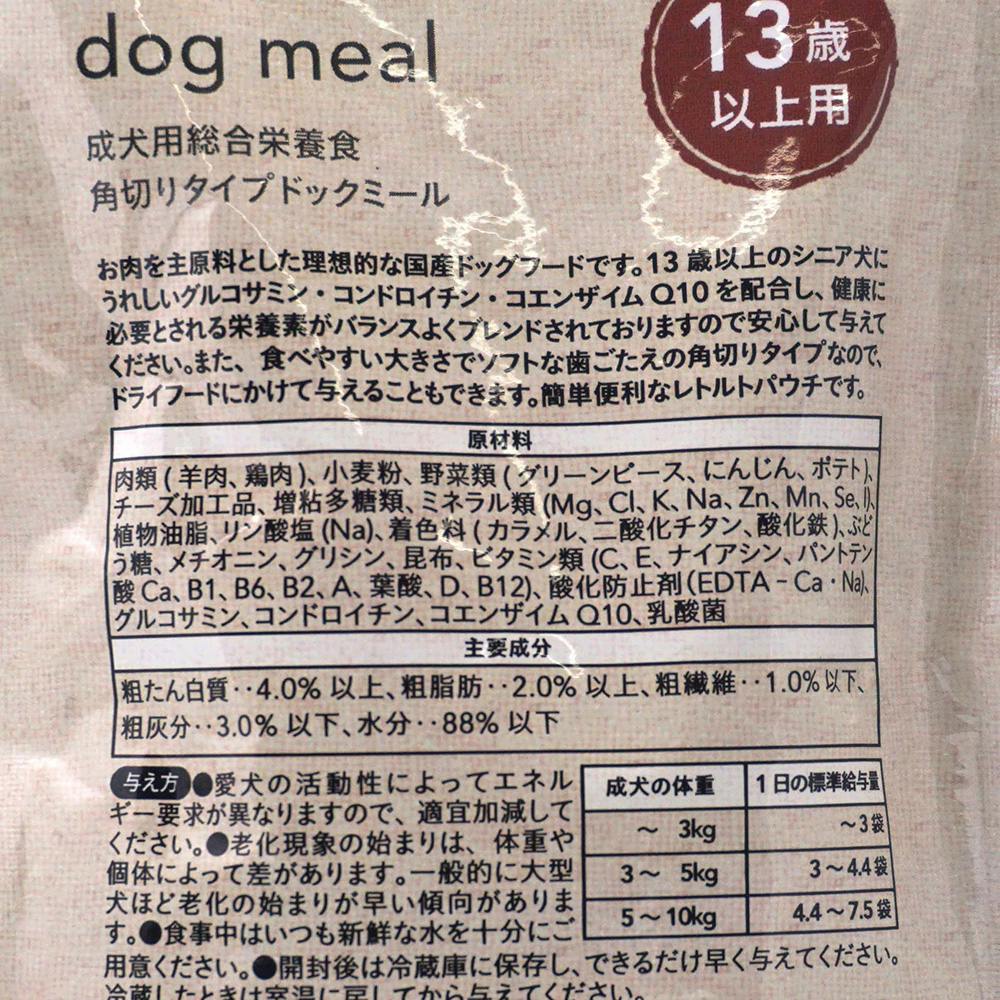 dog meal
13歳
以上用
成犬用総合栄養食
角切りタイプドックミール
お肉を主原料とした理想的な国産ドッグフードです。13 歳以上のシニア犬に
うれしいグルコサミン・コンドロイチン・コエンザイム Q10 を配合し、健康に
必要とされる栄養素がバランスよくブレンドされておりますので安心して与えて
ください。また、食べやすい大きさでソフトな歯ごたえの角切りタイプなので、
ドライフードにかけて与えることもできます。簡単便利なレトルトパウチです。
原材料
肉類 ( 羊肉、鶏肉 )、小麦粉、野菜類 ( グリーンピース、にんじん、ポテト)、
チーズ加工品、増粘多糖類、ミネラル類 (Mg、Cl、K、Na、Zn、Mn、Se、I)、
植物油脂、リン酸塩 (Na)、着色料 ( カラメル、二酸化チタン、酸化鉄 )、ぶど
う糖、メチオニン、グリシン、昆布、ビタミン類 (C、E、ナイアシン、パントテン
酸 Ca、B1、B6、B2、A、葉酸、D、B12)、酸化防止剤（EDTA－Ca・Na)、
グルコサミン、コンドロイチン、コエンザイム Q10、乳酸菌
主要成分
粗たん白質‥4.0% 以上、粗脂肪‥2.0% 以上、粗繊維‥1.0% 以下、
粗灰分‥3.0% 以下、水分‥88% 以下
与え方 ●愛犬の活動性によってエネル
ギー要求が異なりますので、適宜加減して
ください。●老化現象の始まりは、体重や
個体によって差があります。一般的に大型
犬ほど老化の始まりが早い傾向がありま
す。●食事中はいつも新鮮な水を十分にご
用意ください。●開封後は冷蔵庫に保存し、できるだけ早く与えてください。
冷蔵したときは室温に戻してから与えてください。
成犬の体重 1日の標準給与量
～ 3kg ～3袋
3～ 5kg 3～4.4袋
5～10kg 4.4～7.5袋